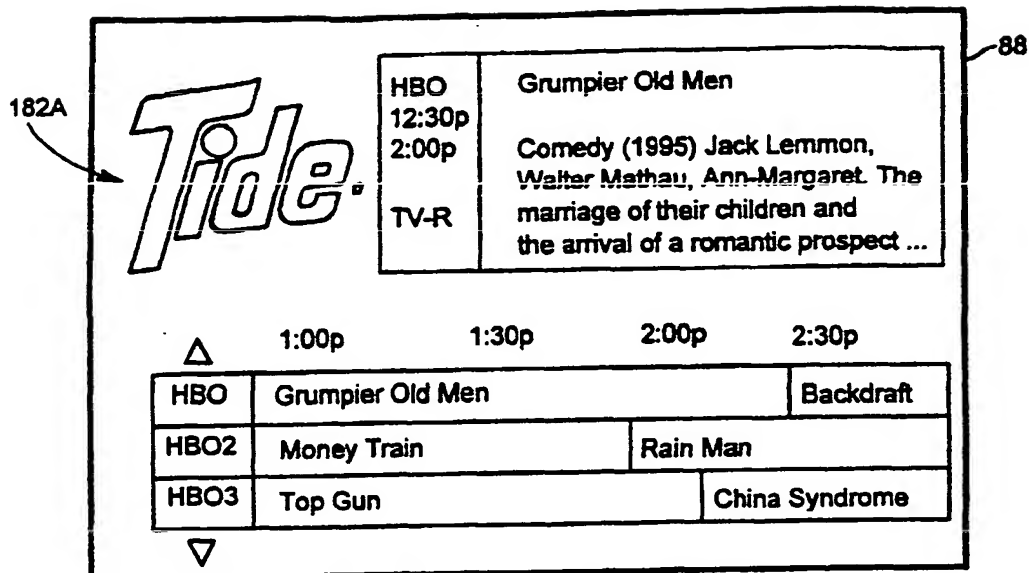 88
182A
Tide.
HBO
12:30p
2:00p
TV-R
Grumpier Old Men
Comedy (1995) Jack Lemmon,
Walter Mathau, Ann-Margaret. The
marriage of their children and
the arrival of a romantic prospect ...
1:00p 1:30p 2:00p 2:30p
HBO Grumpier Old Men Backdraft
HBO2 Money Train Rain Man
HBO3 Top Gun China Syndrome